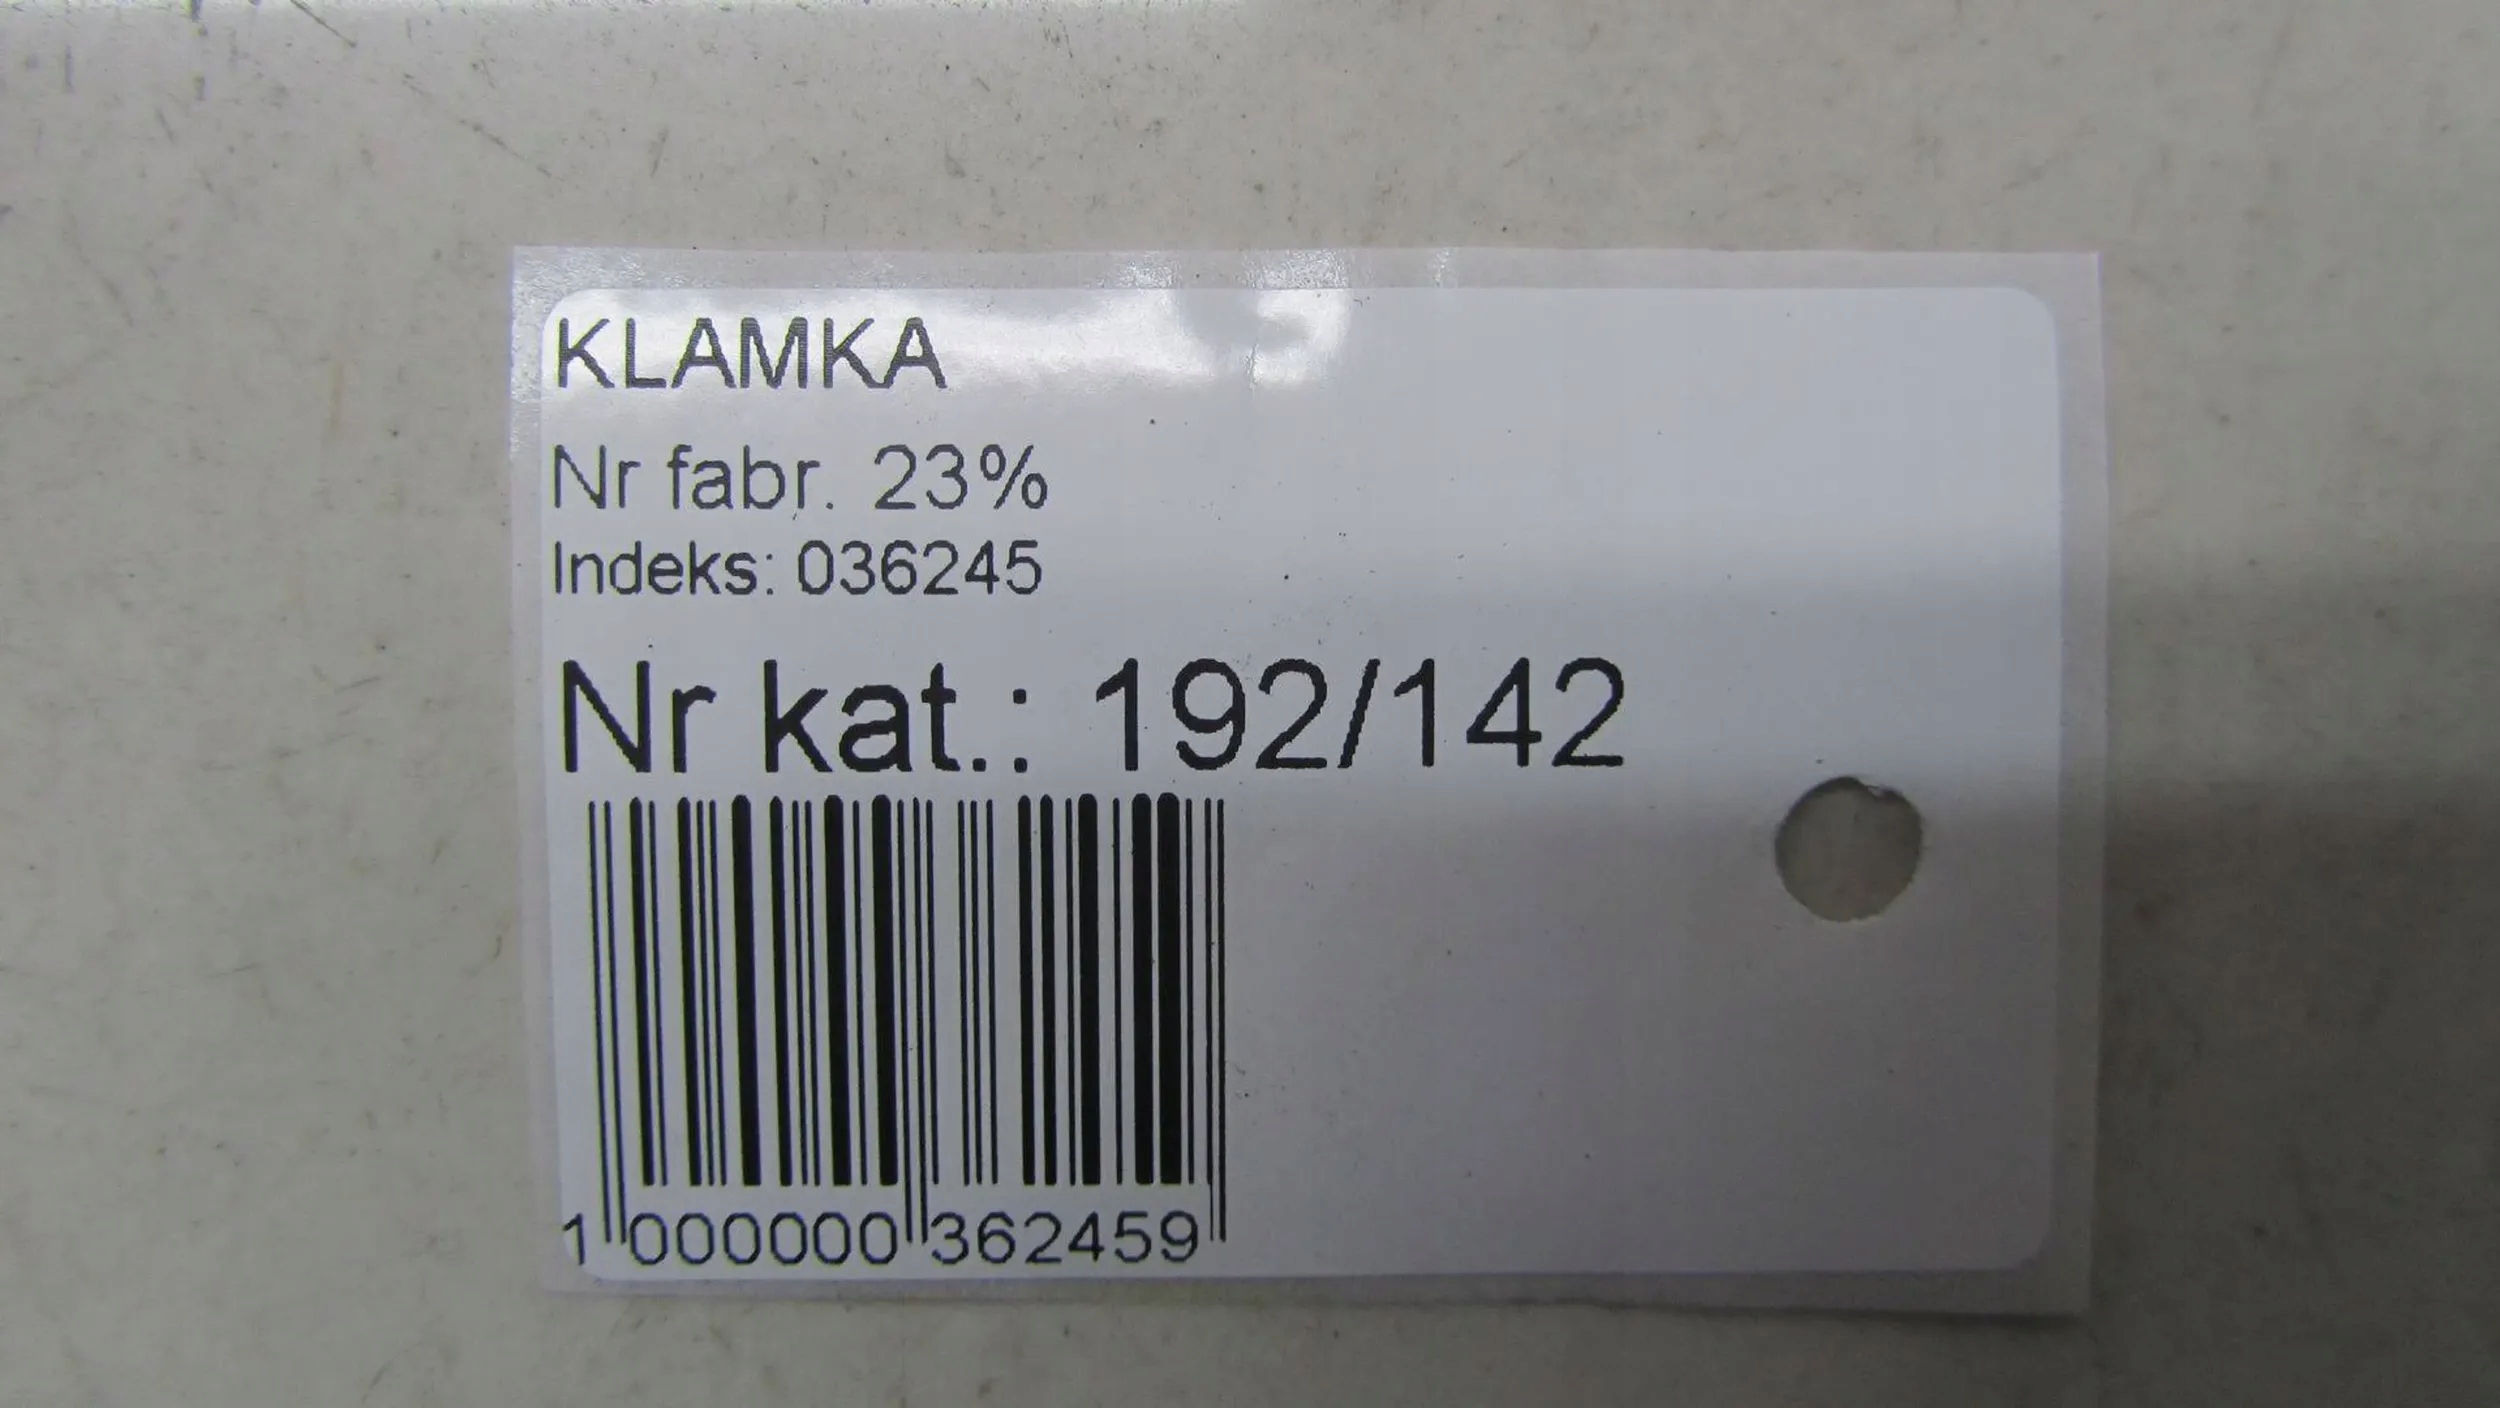 KLAMKA
Nr fabr. 23%
Indeks: 036245
Nr kat.: 192/142
1 000000 362459